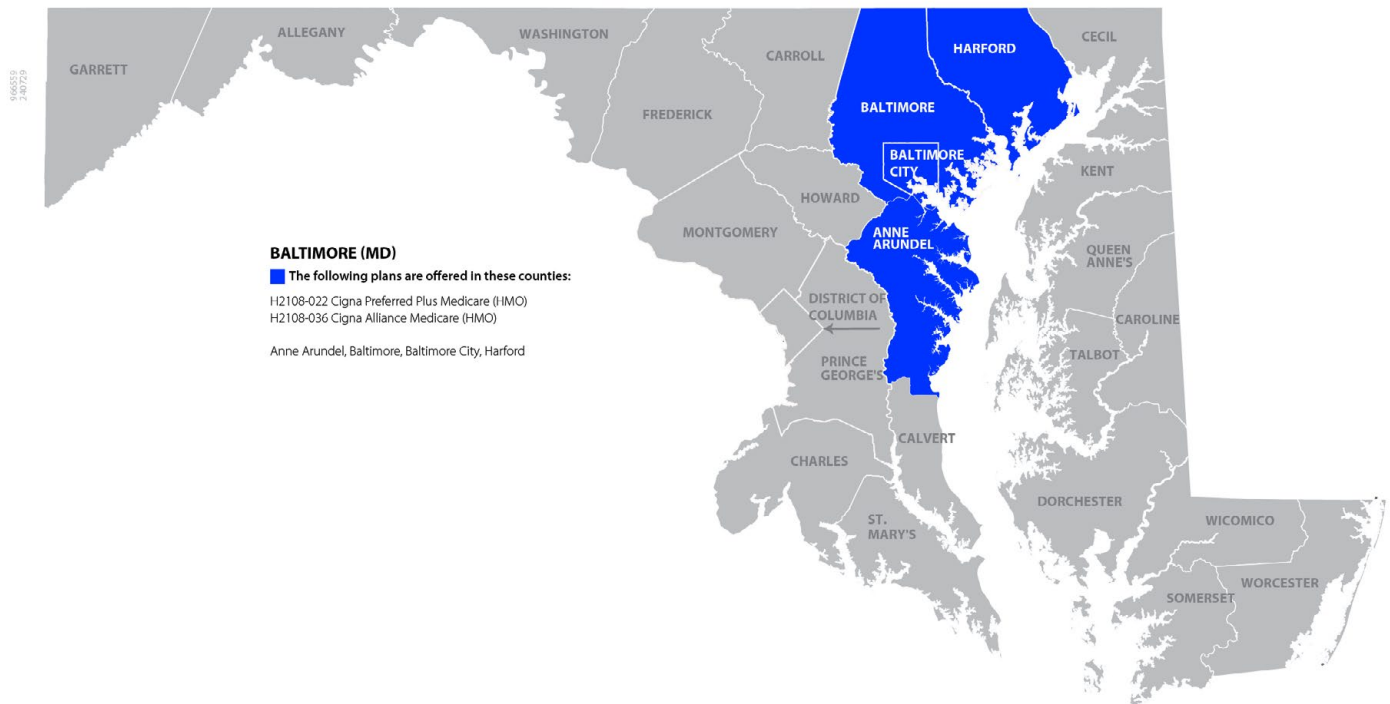 966559
240729
GARRETT
ALLEGANY
WASHINGTON
FREDERICK
CARROLL
BALTIMORE
HARFORD
CECIL
BALTIMORE
CITY
KENT
HOWARD
MONTGOMERY
ANNE
ARUNDEL
QUEEN
ANNE'S
DISTRICT OF
COLUMBIA
CAROLINE
TALBOT
PRINCE
GEORGE'S
CALVERT
CHARLES
DORCHESTER
ST.
MARY'S
WICOMICO
WORCESTER
SOMERSET
BALTIMORE (MD)
The following plans are offered in these counties:
H2108-022 Cigna Preferred Plus Medicare (HMO)
H2108-036 Cigna Alliance Medicare (HMO)
Anne Arundel, Baltimore, Baltimore City, Harford